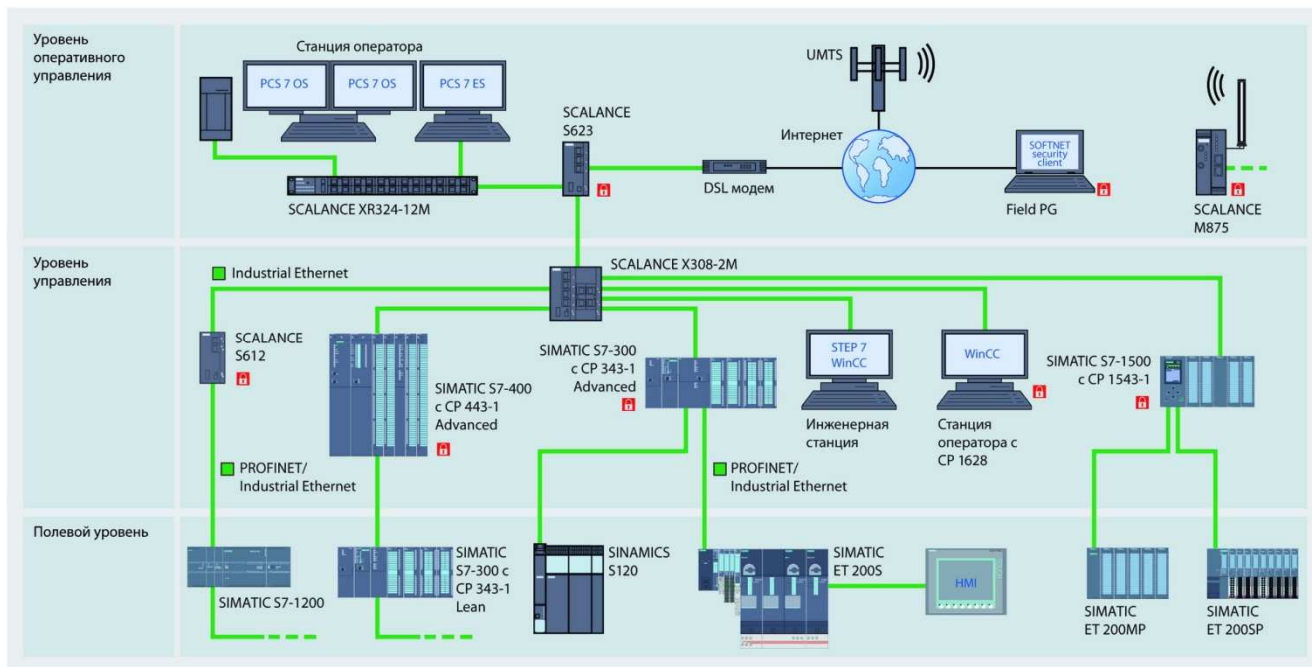 Уровень
оперативного
управления
Станция оператора
PCS 7 OS
PCS 7 OS
PCS 7 ES
SCALANCE
S623
SCALANCE XR324-12M
DSL модем
UMTS
Интернет
SOFTNET
security
client
Field PG
SCALANCE
M875
Уровень
управления
Industrial Ethernet
SCALANCE X308-2M
SCALANCE
S612
SIMATIC S7-400
с CP 443-1
Advanced
SIMATIC S7-300
с CP 343-1
Advanced
STEP 7
WinCC
Инженерная
станция
WinCC
Станция
оператора с
CP 1628
SIMATIC S7-1500
с CP 1543-1
PROFINET/
Industrial Ethernet
PROFINET/
Industrial Ethernet
Полевой уровень
SIMATIC S7-1200
SIMATIC
S7-300 с
CP 343-1
Lean
SINAMICS
S120
SIMATIC
ET 200S
HMI
SIMATIC
ET 200MP
SIMATIC
ET 200SP